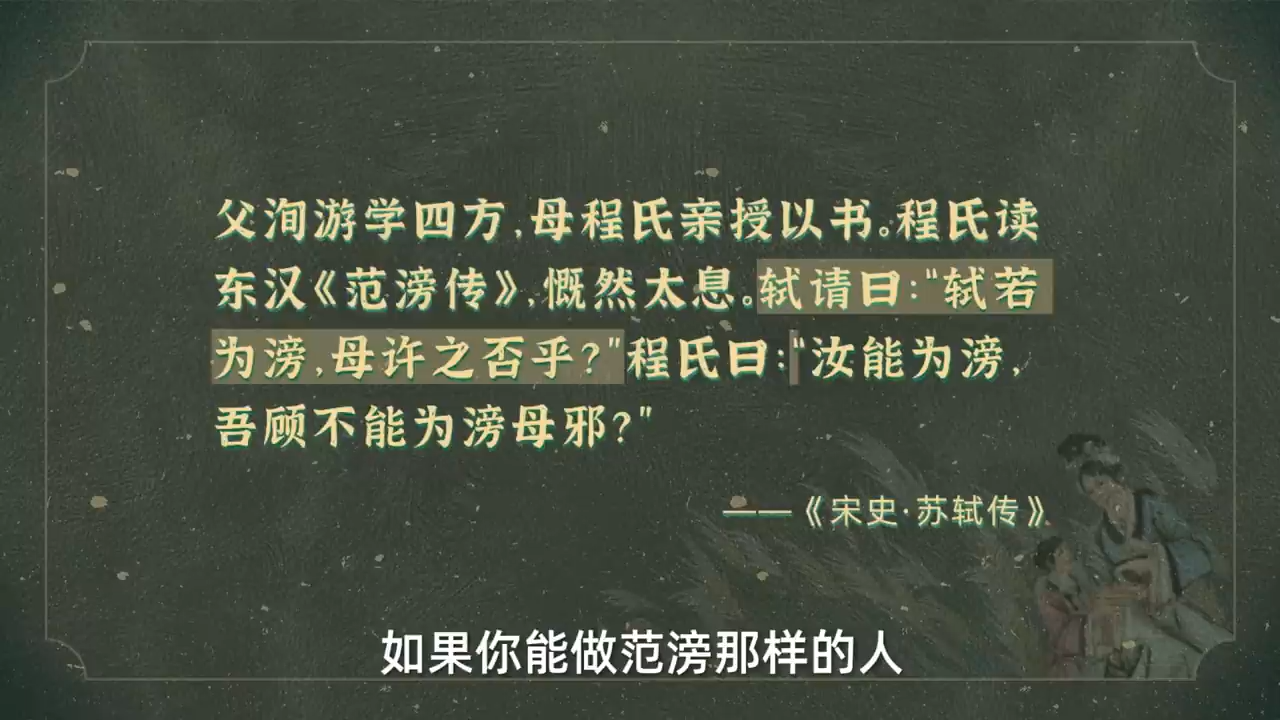 父洵游学四方,母程氏亲授以书。程氏读
东汉《范滂传》,慨然太息。轼请曰:“轼若
为滂,母许之否乎?”程氏曰:“汝能为滂,
吾顾不能为滂母邪?”
——《宋史·苏轼传》
如果你能做范滂那样的人